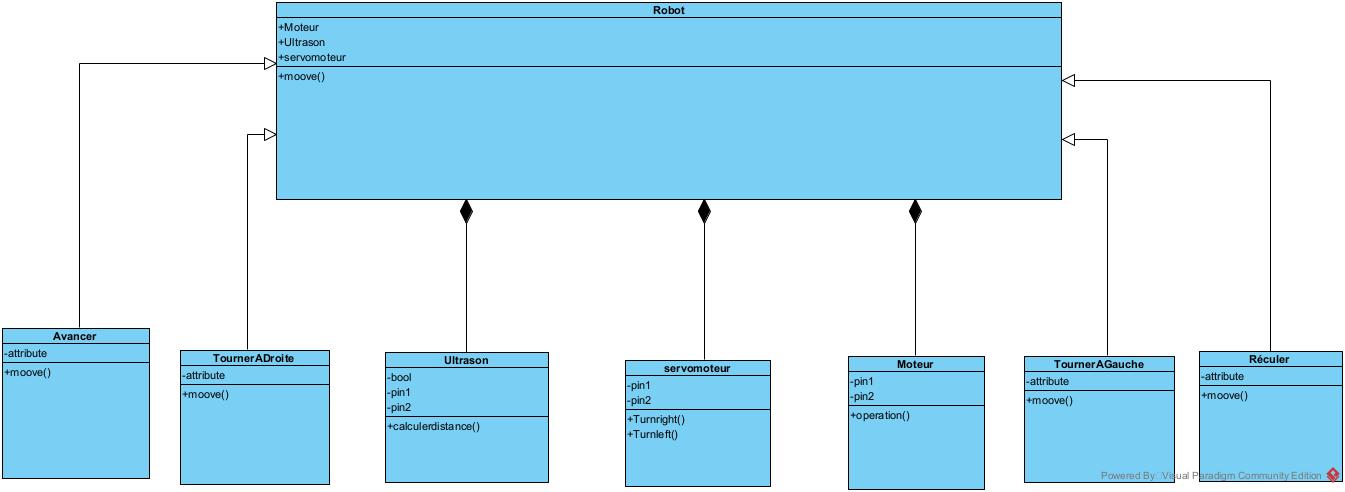 Robot
+Moteur
+Ultrason
+servomoteur
+moove()
Avancer
-attribute
+moove()
TournerADroite
-attribute
+moove()
Ultrason
-bool
-pin1
-pin2
+calculerdistance()
servomoteur
-pin1
-pin2
+Turnright()
+Turnleft()
Moteur
-pin1
-pin2
+operation()
TournerAGauche
-attribute
+moove()
Réculer
-attribute
+moove()
Powered By Visual Paradigm Community Edition